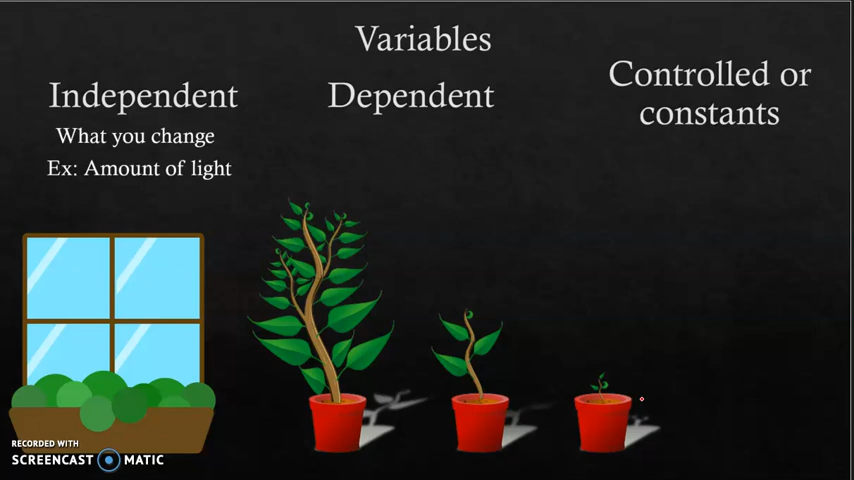 Variables
Independent
Dependent
Controlled or
constants
What you change
Ex: Amount of light
RECORDED WITH
SCREENCAST MATIC